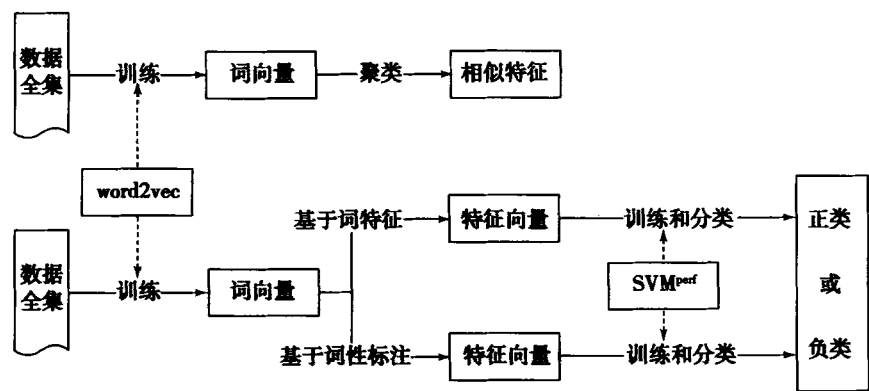 数据
全集
训练
词向量
聚类
相似特征
word2vec
数据
全集
训练
词向量
基于词特征
特征向量
训练和分类
SVMperf
基于词性标注
特征向量
训练和分类
正类
或
负类